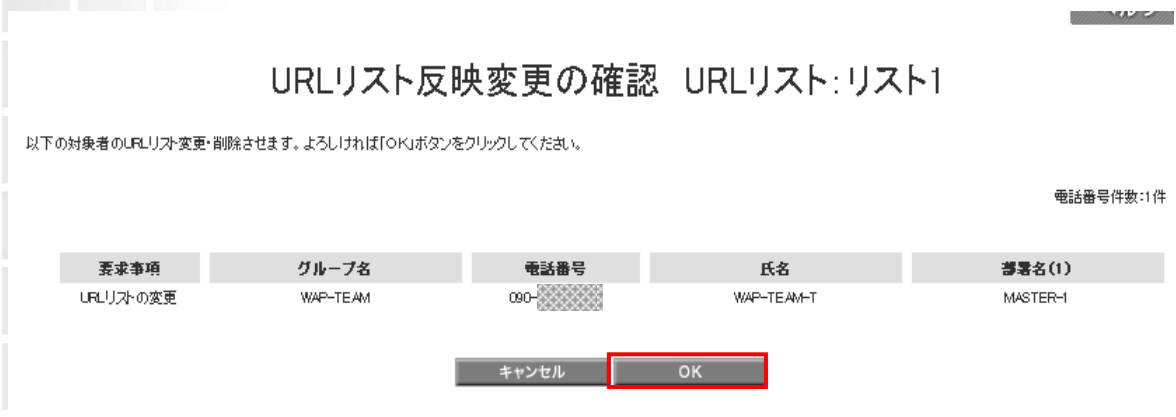 URLリスト反映変更の確認 URLリスト:リスト1
以下の対象者のURLリスト変更・削除させます。よろしければ「OK」ボタンをクリックしてください。
電話番号件数:1件
要求事項 グループ名 電話番号 氏名 部署名(1)
URLリストの変更 WAP-TEAM 090- WAP-TEAM-T MASTER-1
キャンセル OK